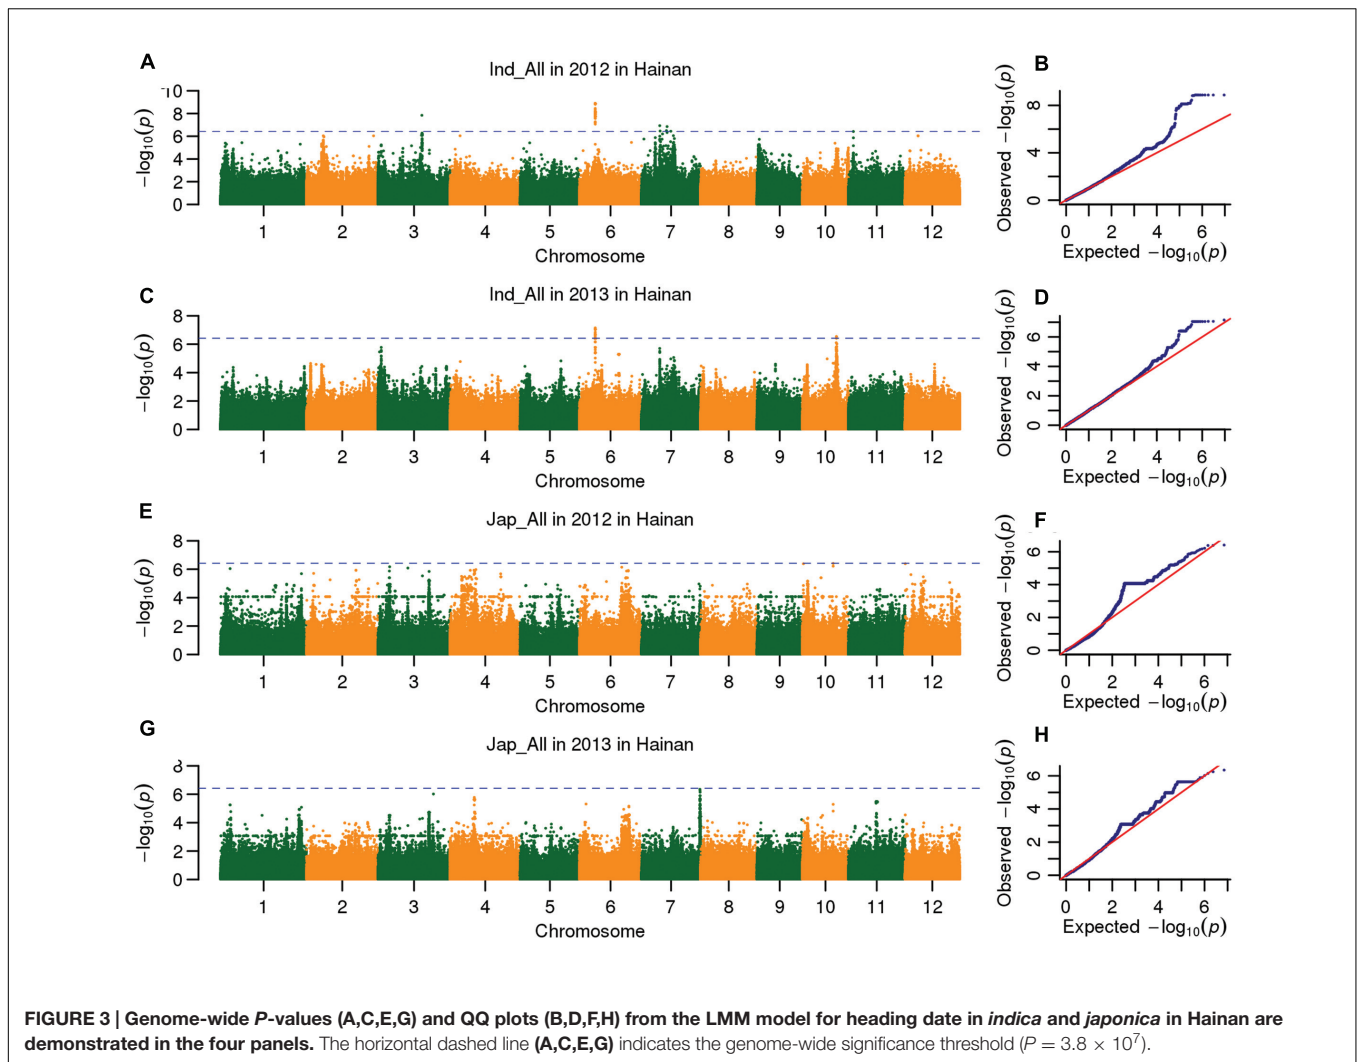 A
Ind_All in 2012 in Hainan
−log10(p)
10
8
6
4
2
0
1 2 3 4 5 6 7 8 9 10 11 12
Chromosome
B
Observed −log10(p)
8
4
0
0 2 4 6
Expected −log10(p)
C
Ind_All in 2013 in Hainan
−log10(p)
8
6
4
2
0
1 2 3 4 5 6 7 8 9 10 11 12
Chromosome
D
Observed −log10(p)
6
4
2
0
0 2 4 6
Expected −log10(p)
E
Jap_All in 2012 in Hainan
−log10(p)
8
6
4
2
0
1 2 3 4 5 6 7 8 9 10 11 12
Chromosome
F
Observed −log10(p)
6
4
2
0
0 2 4 6
Expected −log10(p)
G
Jap_All in 2013 in Hainan
−log10(p)
8
6
4
2
0
1 2 3 4 5 6 7 8 9 10 11 12
Chromosome
H
Observed −log10(p)
6
4
2
0
0 2 4 6
Expected −log10(p)
FIGURE 3 | Genome-wide P-values (A,C,E,G) and QQ plots (B,D,F,H) from the LMM model for heading date in indica and japonica in Hainan are
demonstrated in the four panels. The horizontal dashed line (A,C,E,G) indicates the genome-wide significance threshold (P = 3.8 × 10⁷).